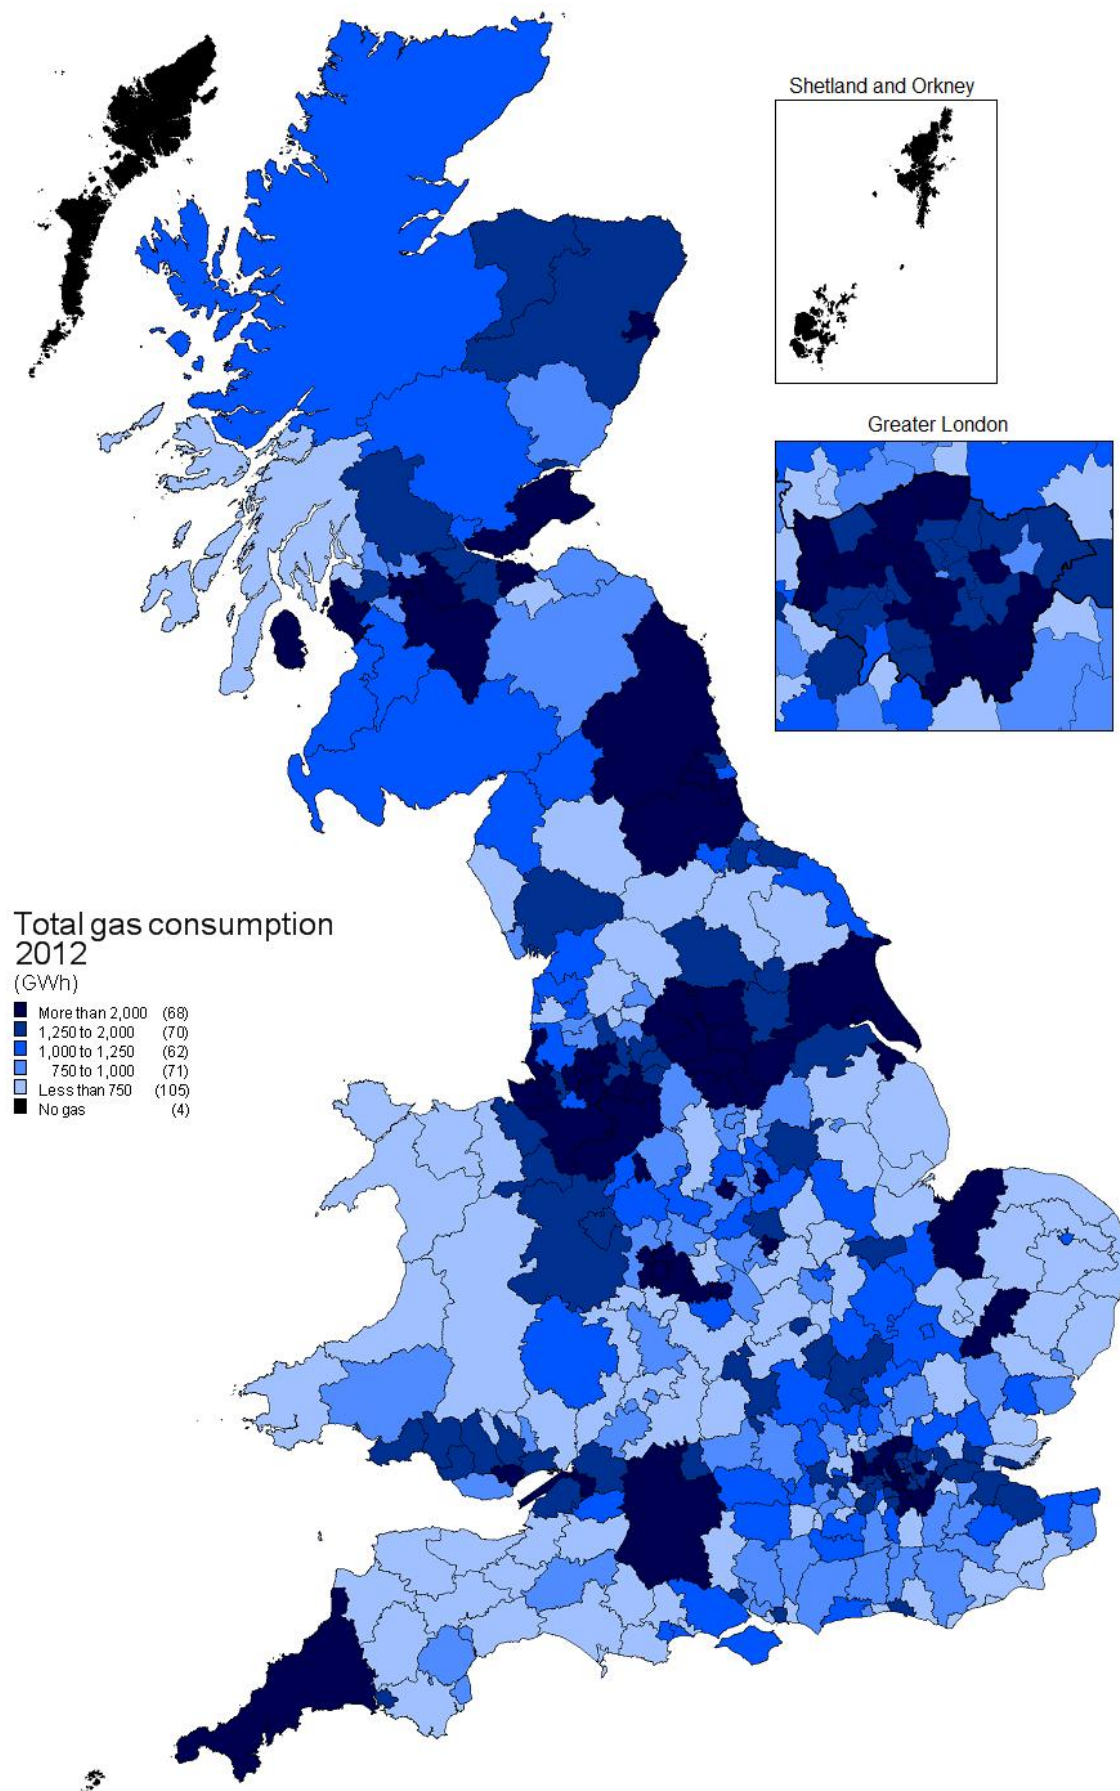 Shetland and Orkney
Greater London
Total gas consumption
2012
(GWh)
More than 2,000 (68)
1,250 to 2,000 (70)
1,000 to 1,250 (62)
750 to 1,000 (71)
Less than 750 (105)
No gas (4)